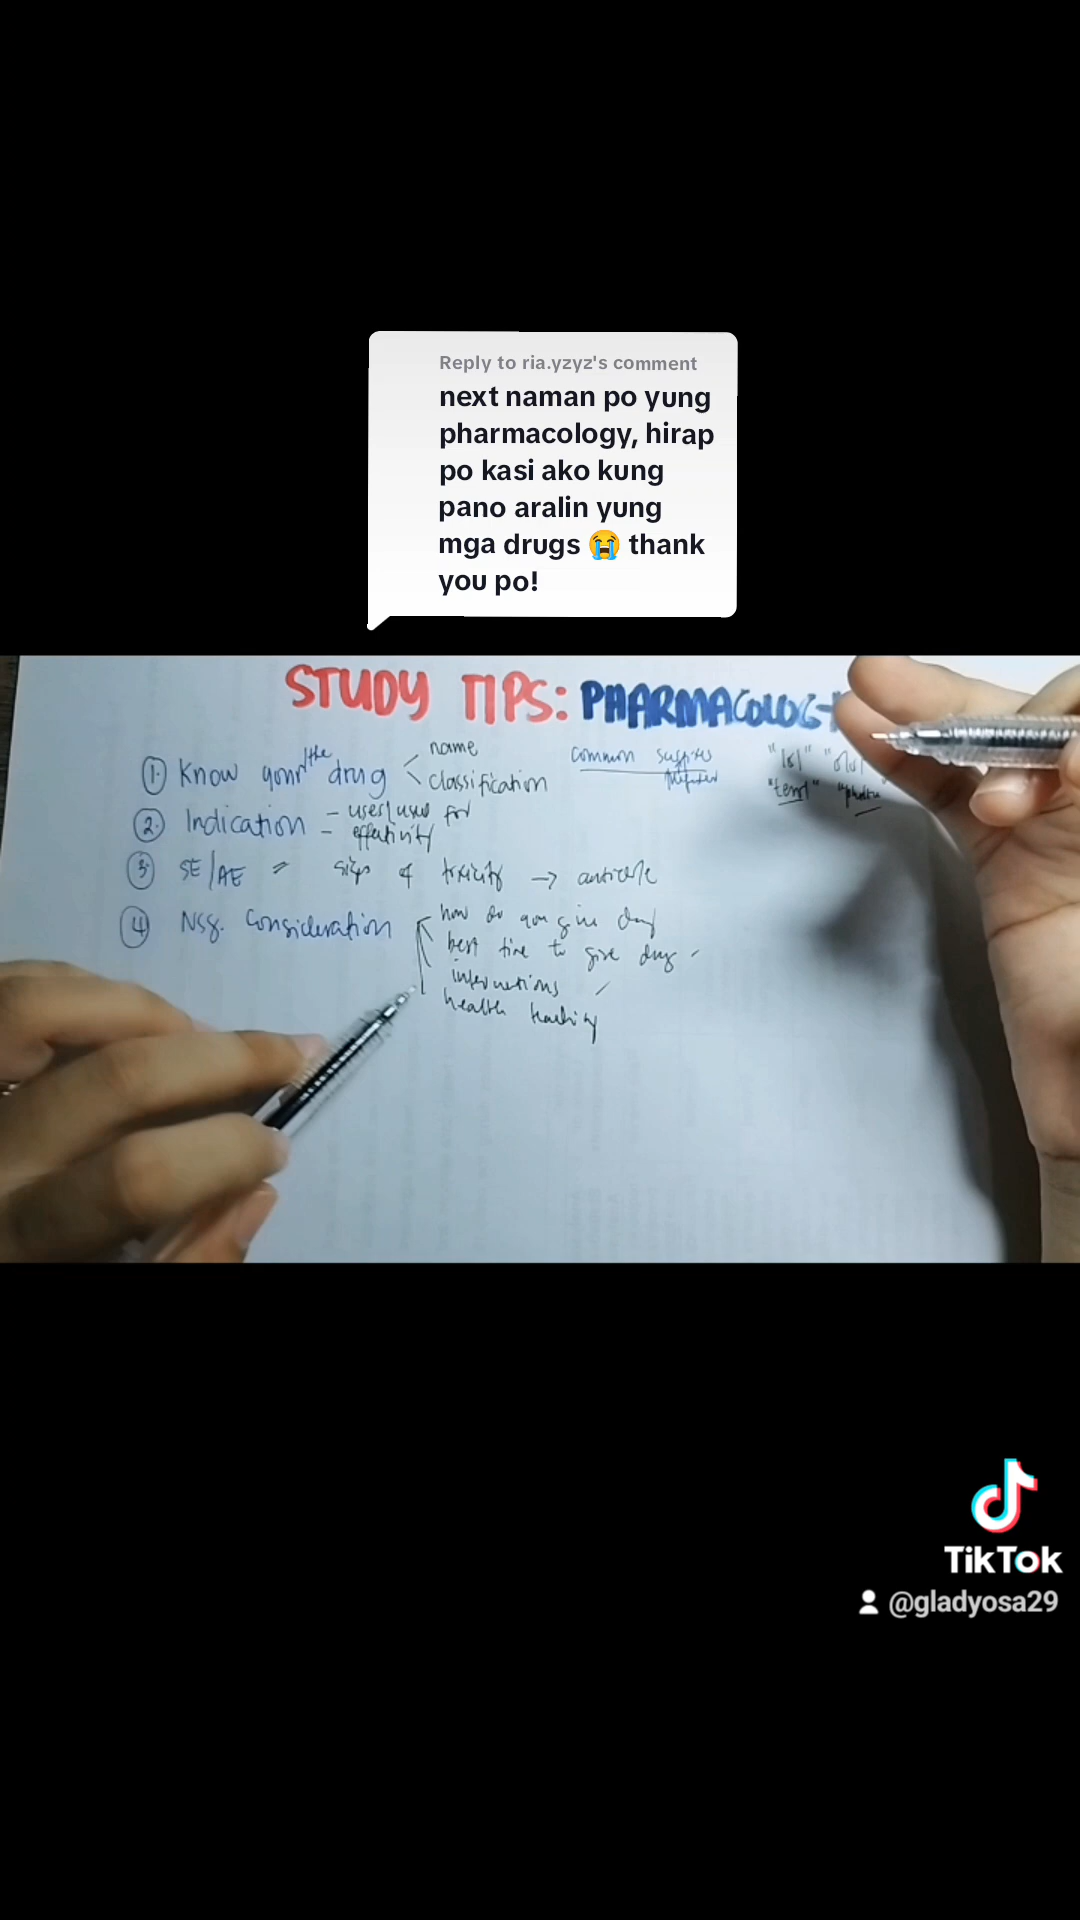 Reply to ria.yzyz's comment
next naman po yung
pharmacology, hirap
po kasi ako kung
pano aralin yung
mga drugs 😭 thank
you po!
STUDY TIPS: PHARMACOLOG
① Know your/the drug
name
classification
common
"lol" "olol
② Indication
- uses/used for
- effectivity
③ SE/AE = signs of toxicity →
④ Nsg. Consideration
how do you give drug
best time to give drug
interactions
health teaching
TikTok
@gladyosa29